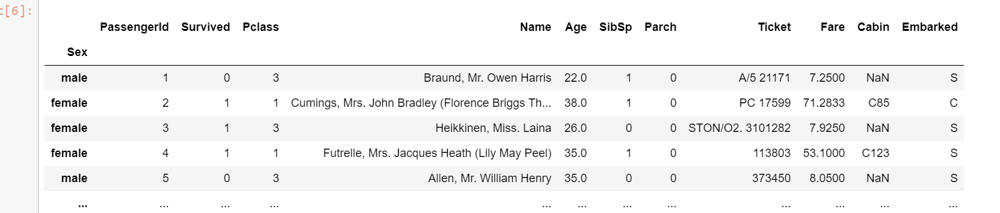 t[6]:
PassengerId Survived Pclass Name Age SibSp Parch Ticket Fare Cabin Embarked
Sex
male 1 0 3 Braund, Mr. Owen Harris 22.0 1 0 A/5 21171 7.2500 NaN S
female 2 1 1 Cumings, Mrs. John Bradley (Florence Briggs Th... 38.0 1 0 PC 17599 71.2833 C85 C
female 3 1 3 Heikkinen, Miss. Laina 26.0 0 0 STON/O2. 3101282 7.9250 NaN S
female 4 1 1 Futrelle, Mrs. Jacques Heath (Lily May Peel) 35.0 1 0 113803 53.1000 C123 S
male 5 0 3 Allen, Mr. William Henry 35.0 0 0 373450 8.0500 NaN S
... ... ... ... ... ... ... ... ... ... ... ...